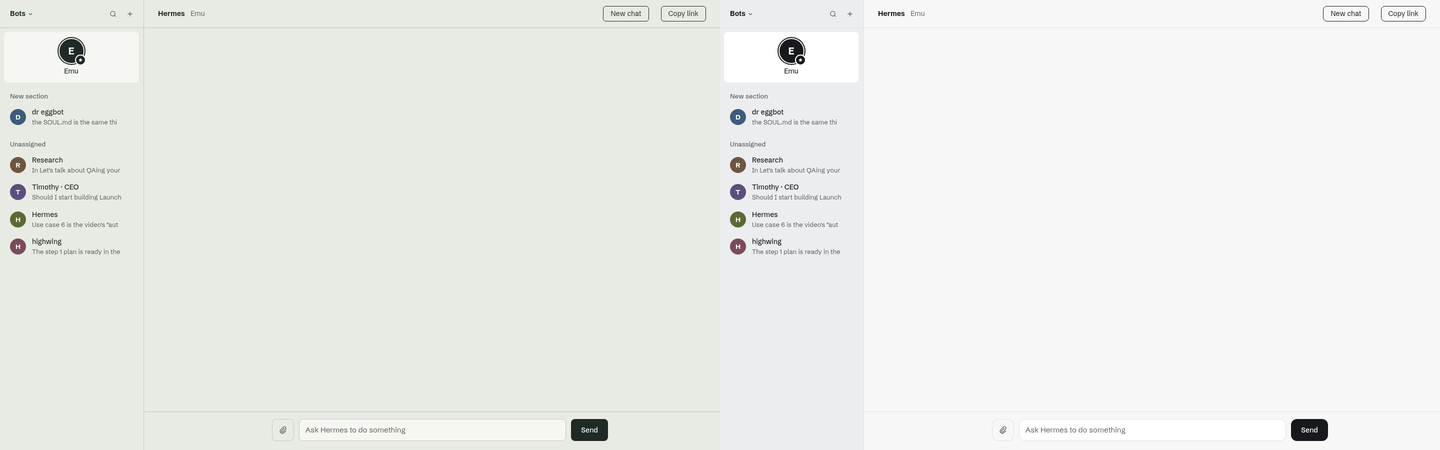 Bots
Hermes Emu
New chat
Copy link
E
Emu
New section
D
dr eggbot
the SOUL.md is the same thi
Unassigned
R
Research
In Let's talk about QAing your
T
Timothy · CEO
Should I start building Launch
H
Hermes
Use case 6 is the video's "aut
H
highwing
The step 1 plan is ready in the
Ask Hermes to do something
Send
Bots
Hermes Emu
New chat
Copy link
E
Emu
New section
D
dr eggbot
the SOUL.md is the same thi
Unassigned
R
Research
In Let's talk about QAing your
T
Timothy · CEO
Should I start building Launch
H
Hermes
Use case 6 is the video's "aut
H
highwing
The step 1 plan is ready in the
Ask Hermes to do something
Send